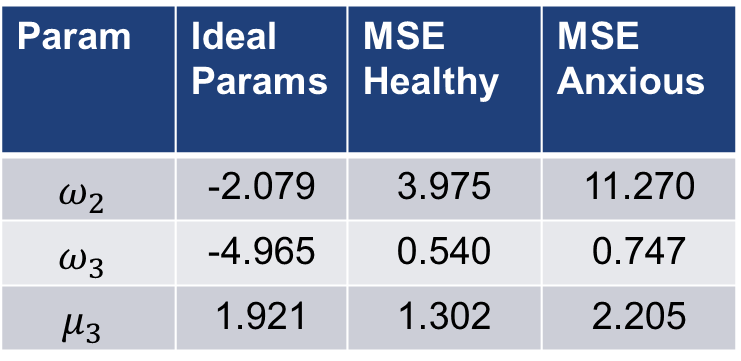 Param Ideal Params MSE Healthy MSE Anxious
ω₂ -2.079 3.975 11.270
ω₃ -4.965 0.540 0.747
μ₃ 1.921 1.302 2.205